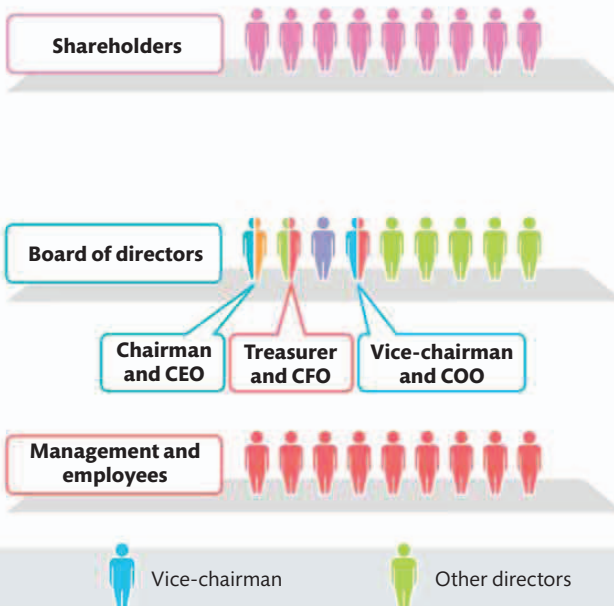 Shareholders
Board of directors
Chairman
and CEO
Treasurer
and CFO
Vice-chairman
and COO
Management and
employees
Vice-chairman
Other directors